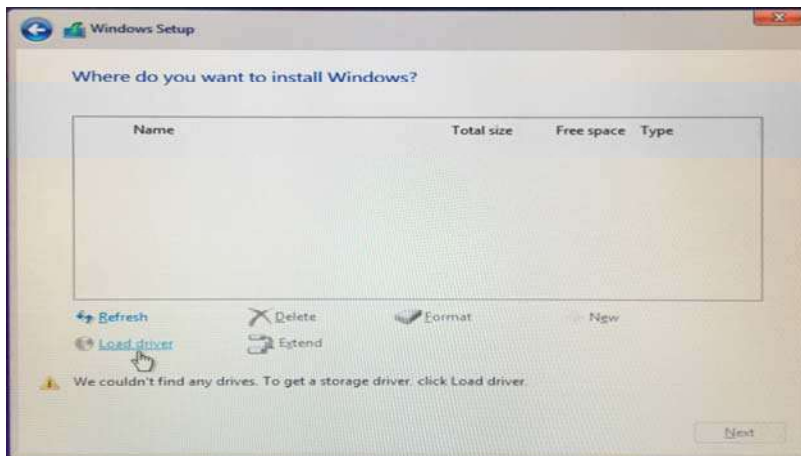 Windows Setup
Where do you want to install Windows?
Name Total size Free space Type
Refresh Delete Format New
Load driver Extend
We couldn't find any drives. To get a storage driver, click Load driver.
Next